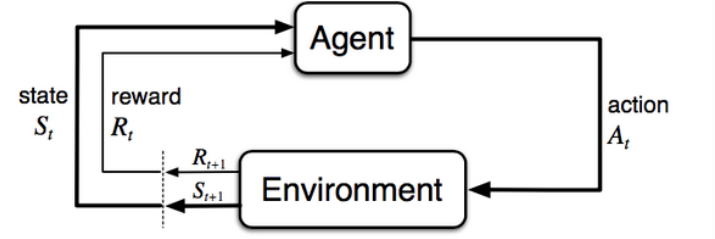 Agent
state
S_t
reward
R_t
action
A_t
R_{t+1}
S_{t+1}
Environment